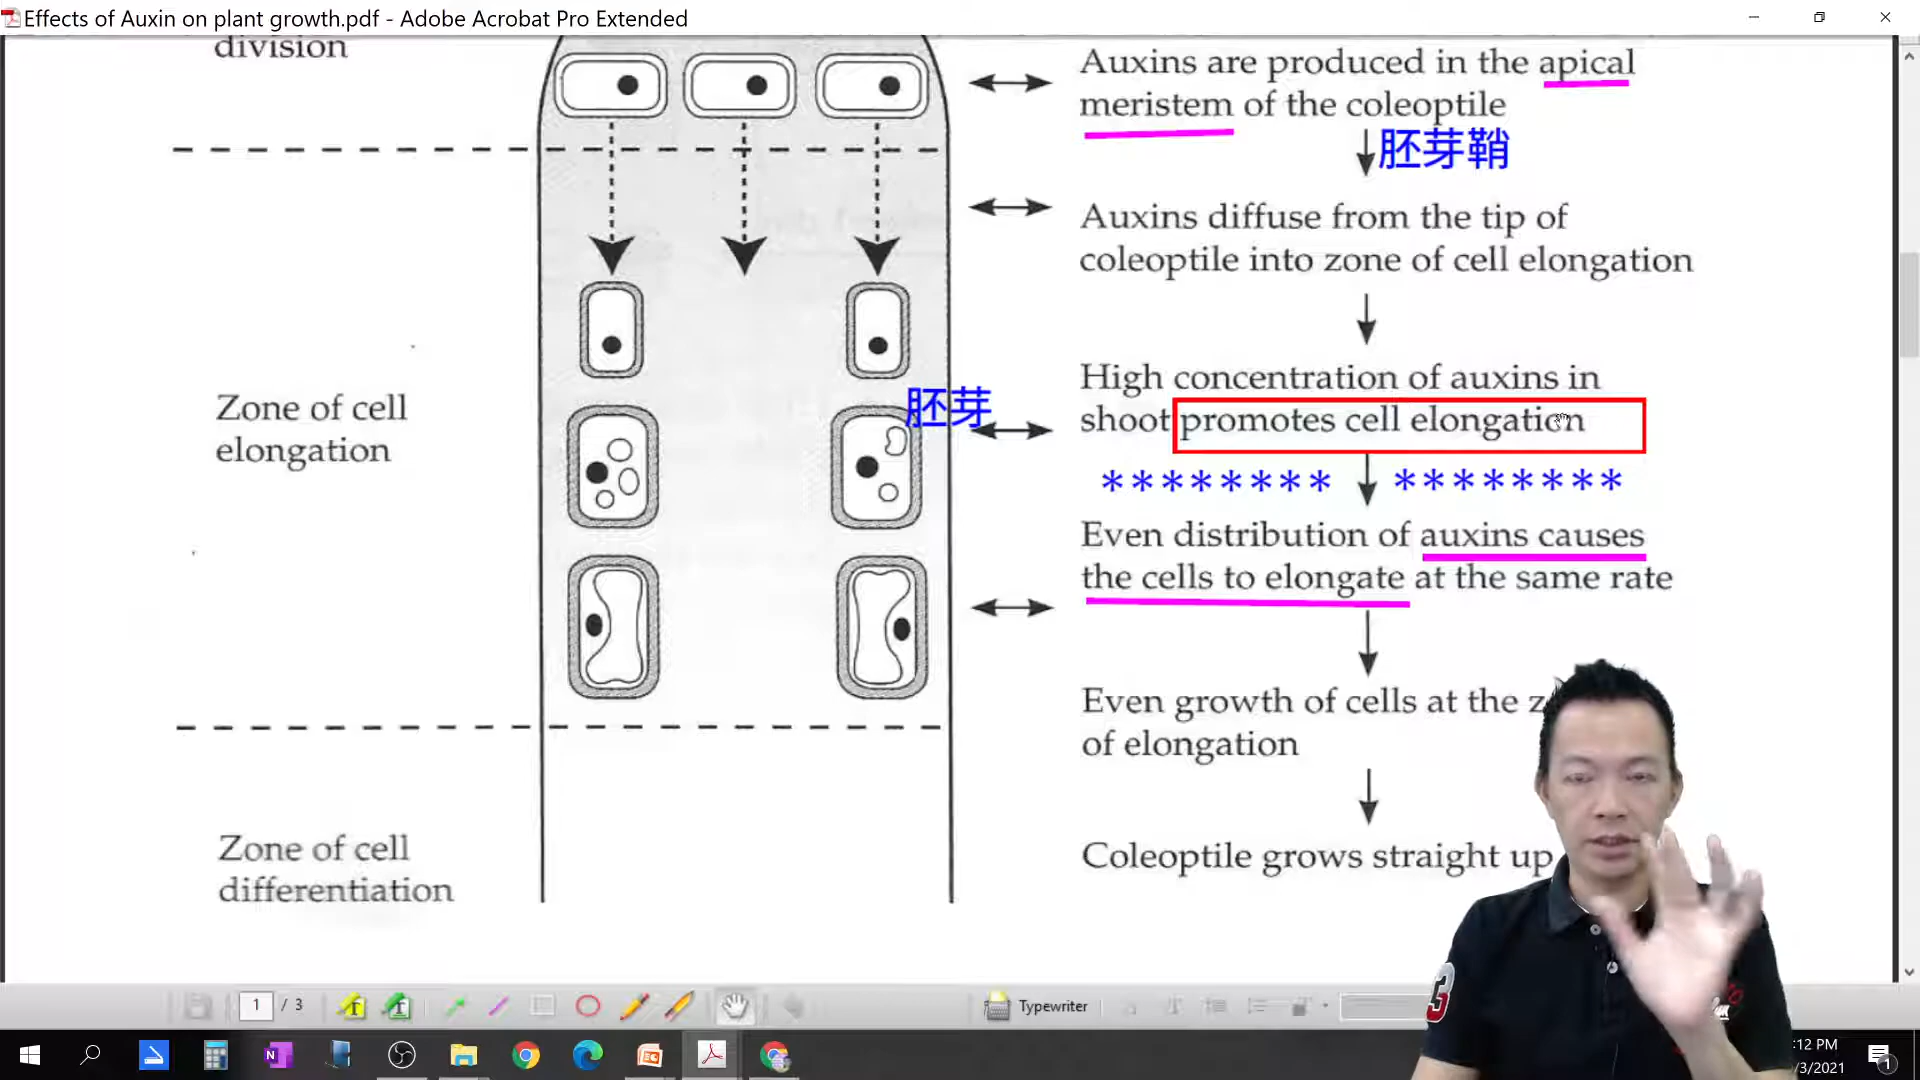 Effects of Auxin on plant growth.pdf - Adobe Acrobat Pro Extended
division
Auxins are produced in the apical
meristem of the coleoptile
胚芽鞘
Auxins diffuse from the tip of
coleoptile into zone of cell elongation
Zone of cell
elongation
胚芽
High concentration of auxins in
shoot promotes cell elongation
******** ********
Even distribution of auxins causes
the cells to elongate at the same rate
Even growth of cells at the
of elongation
Zone of cell
differentiation
Coleoptile grows straight up
1 / 3
Typewriter
:12 PM
/3/2021
1
3